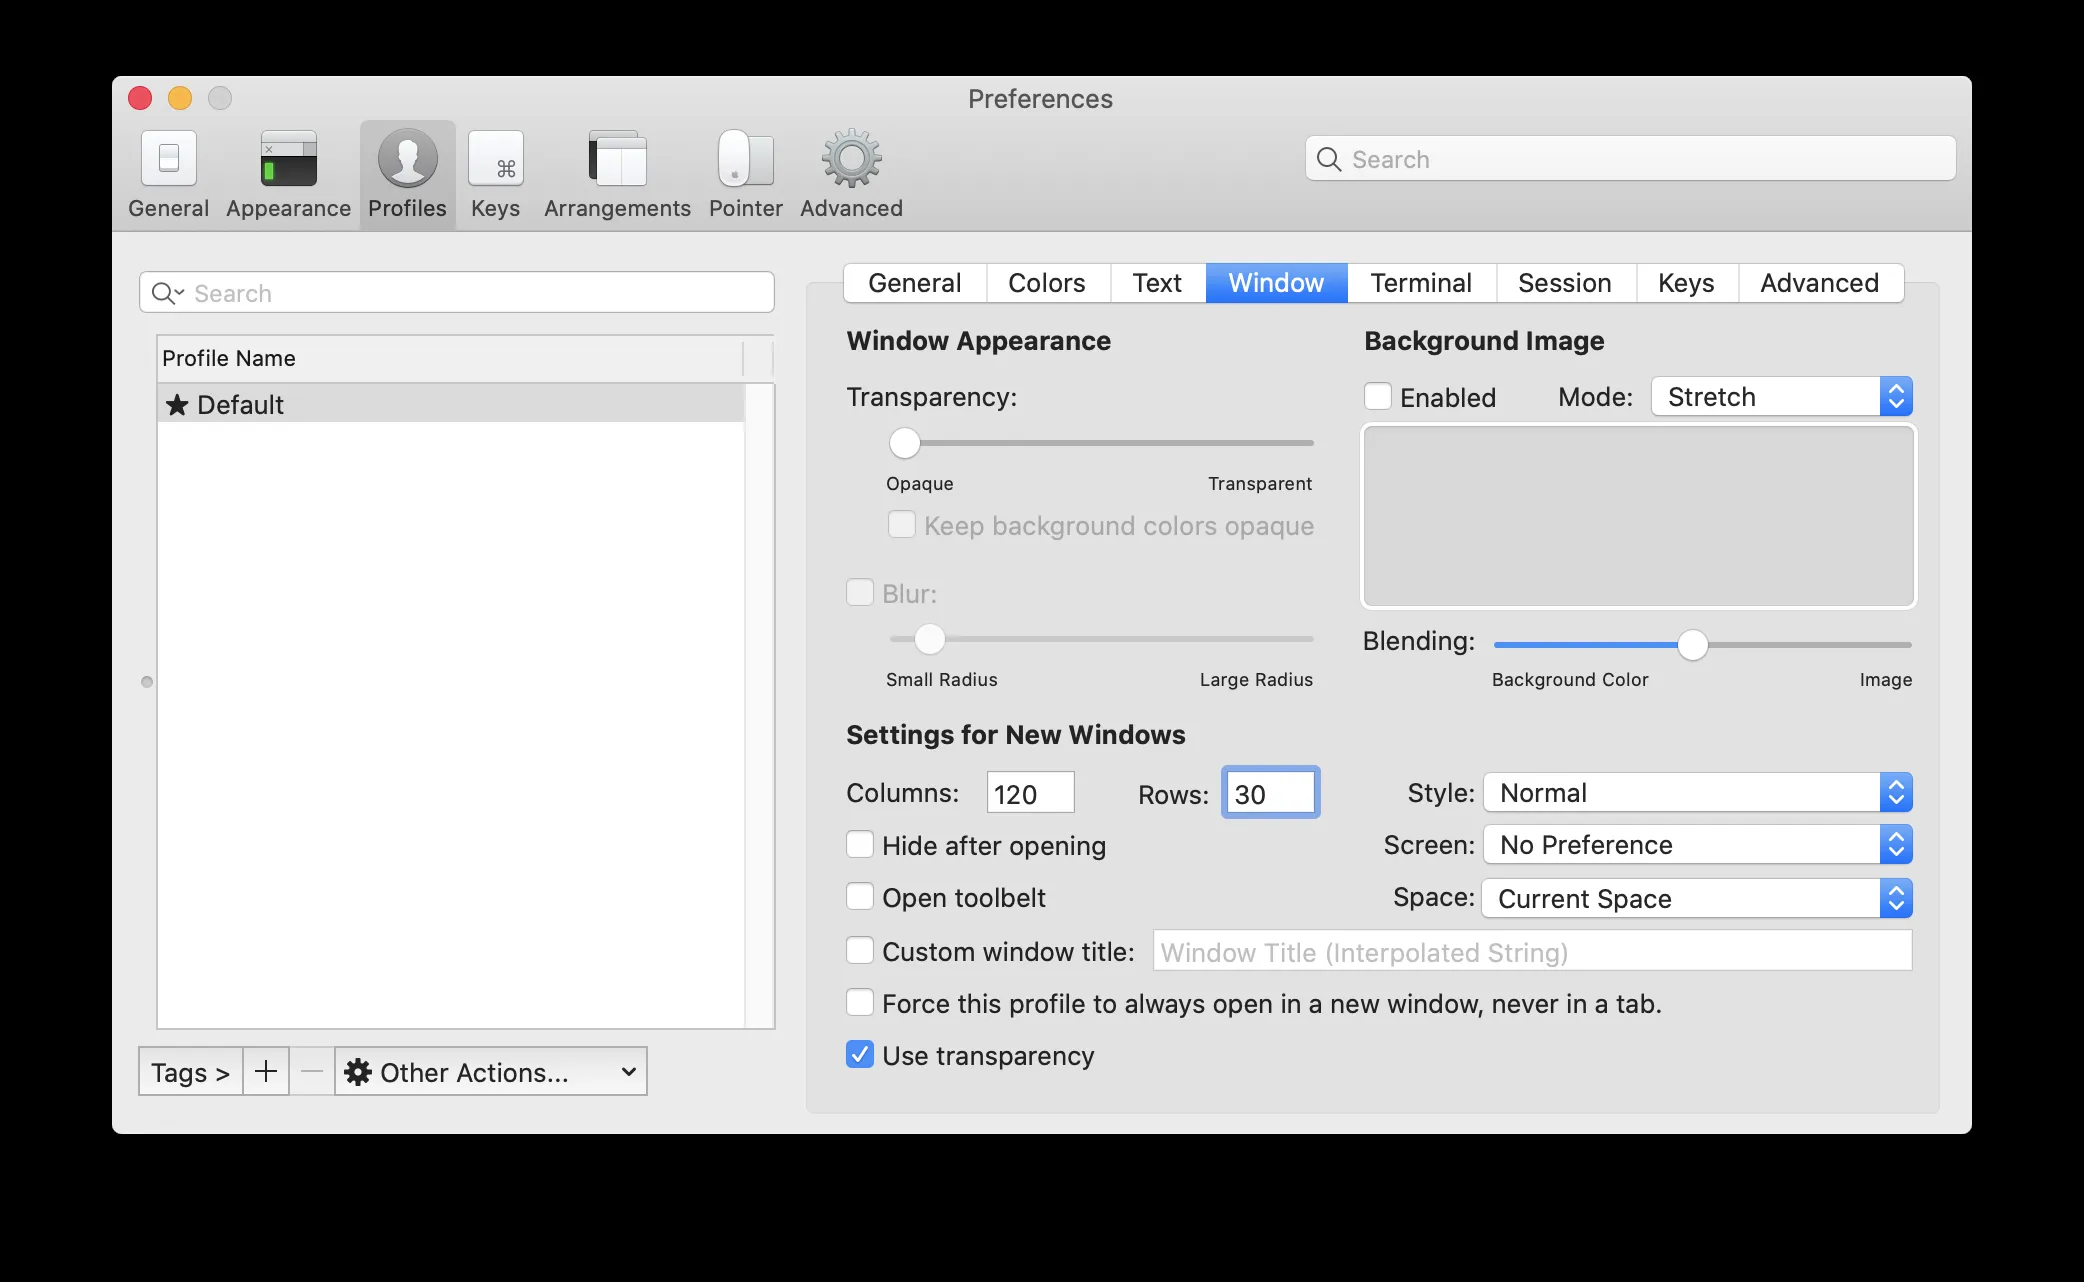 Preferences
General Appearance Profiles Keys Arrangements Pointer Advanced
Search
Search
Profile Name
★ Default
Tags > + − Other Actions...
General Colors Text Window Terminal Session Keys Advanced
Window Appearance
Transparency:
Opaque Transparent
Keep background colors opaque
Blur:
Small Radius Large Radius
Background Image
Enabled Mode: Stretch
Blending:
Background Color Image
Settings for New Windows
Columns: 120 Rows: 30 Style: Normal
Hide after opening Screen: No Preference
Open toolbelt Space: Current Space
Custom window title: Window Title (Interpolated String)
Force this profile to always open in a new window, never in a tab.
Use transparency